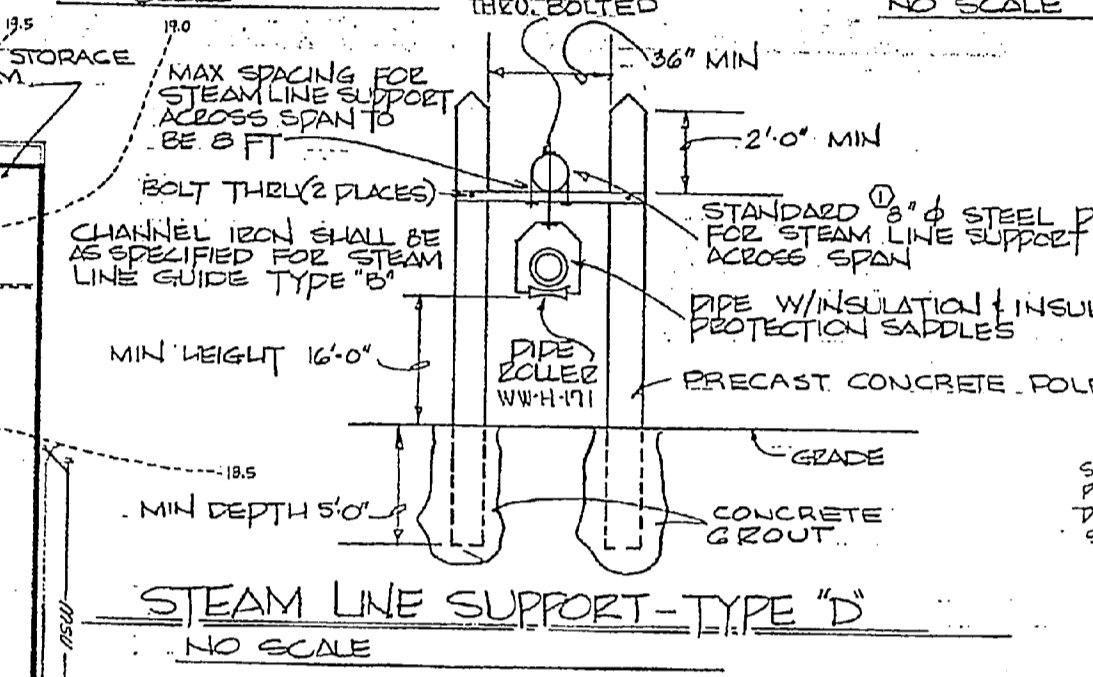 THRU. BOLTED
NO SCALE
19.5
19.0
STORAGE
36" MIN
MAX SPACING FOR
STEAM LINE SUPPORT
ACROSS SPAN TO
BE 8 FT
2'-0" MIN
BOLT THRU (2 PLACES)
STANDARD ① 8" ϕ STEEL P
FOR STEAM LINE SUPPORT
ACROSS SPAN
CHANNEL IRON SHALL BE
AS SPECIFIED FOR STEAM
LINE GUIDE TYPE "B"
PIPE W/INSULATION & INSUL
PROTECTION SADDLES
MIN HEIGHT 16'-0"
PIPE
ROLLER
WW-H-171
PRECAST CONCRETE POLE
GRADE
18.5
MIN DEPTH 5'-0"
CONCRETE
GROUT
MSW
STEAM LINE SUPPORT-TYPE "D"
NO SCALE